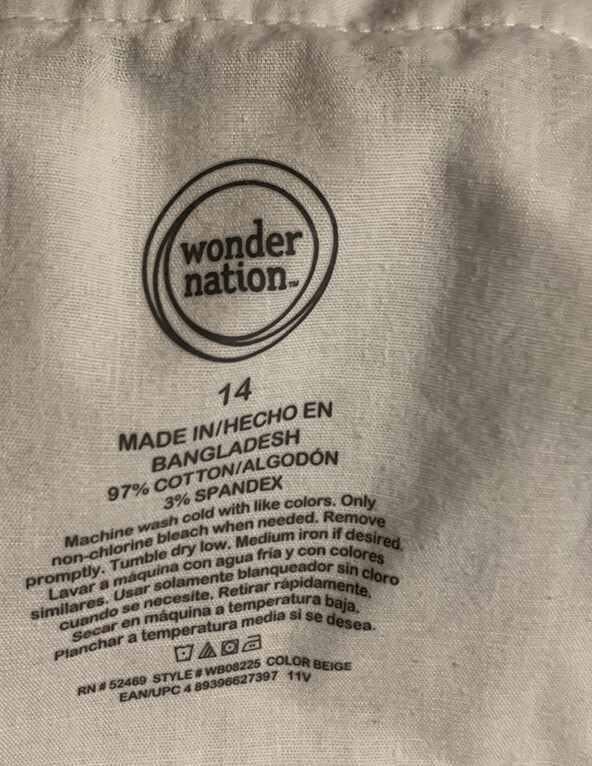 wonder
nation™
14
MADE IN/HECHO EN
BANGLADESH
97% COTTON/ALGODÓN
3% SPANDEX
Machine wash cold with like colors. Only
non-chlorine bleach when needed. Remove
promptly. Tumble dry low. Medium iron if desired.
Lavar a máquina con agua fría y con colores
similares. Usar solamente blanqueador sin cloro
cuando se necesite. Retirar rápidamente.
Secar en máquina a temperatura baja.
Planchar a temperatura media si se desea.
RN # 52469 STYLE # WB08225 COLOR BEIGE
EAN/UPC 4 89396627397 11V